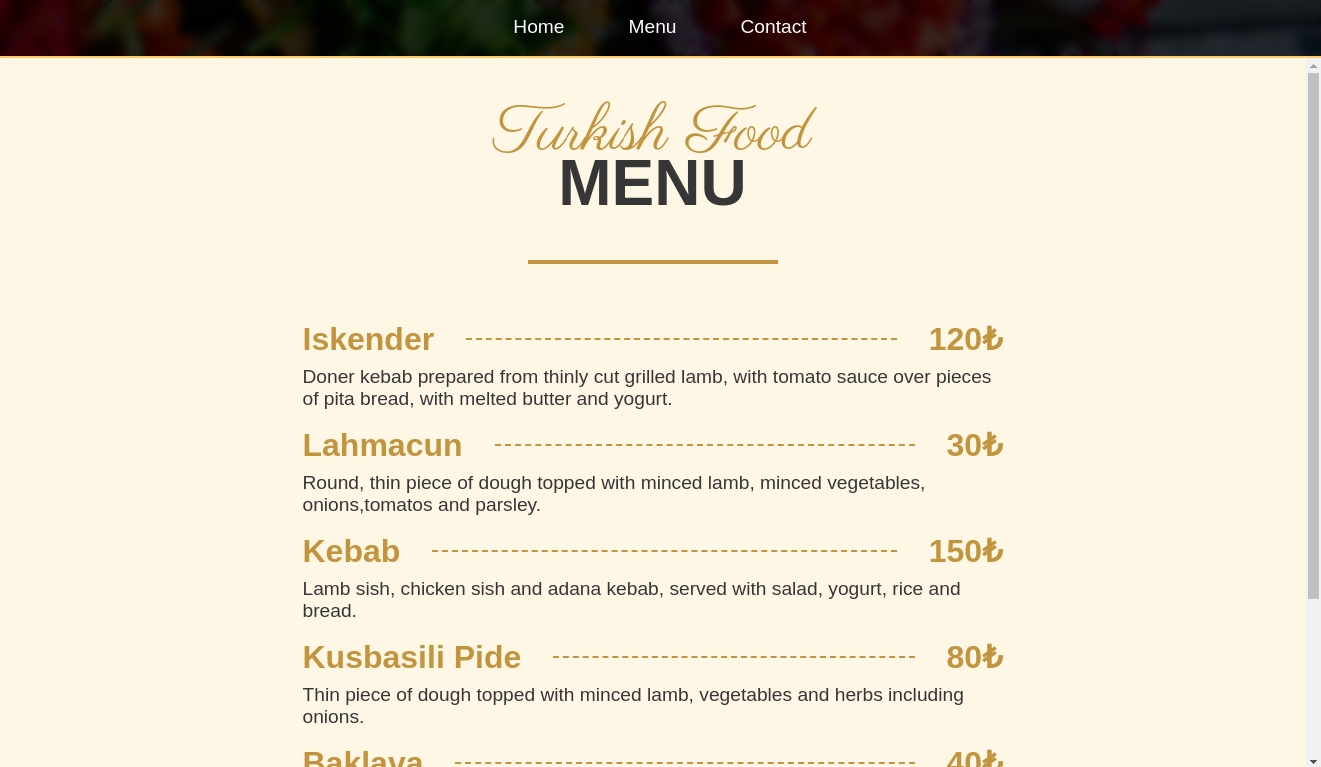 Home Menu Contact
Turkish Food
MENU
Iskender 120₺
Doner kebab prepared from thinly cut grilled lamb, with tomato sauce over pieces
of pita bread, with melted butter and yogurt.
Lahmacun 30₺
Round, thin piece of dough topped with minced lamb, minced vegetables,
onions,tomatos and parsley.
Kebab 150₺
Lamb sish, chicken sish and adana kebab, served with salad, yogurt, rice and
bread.
Kusbasili Pide 80₺
Thin piece of dough topped with minced lamb, vegetables and herbs including
onions.
Baklava 40₺